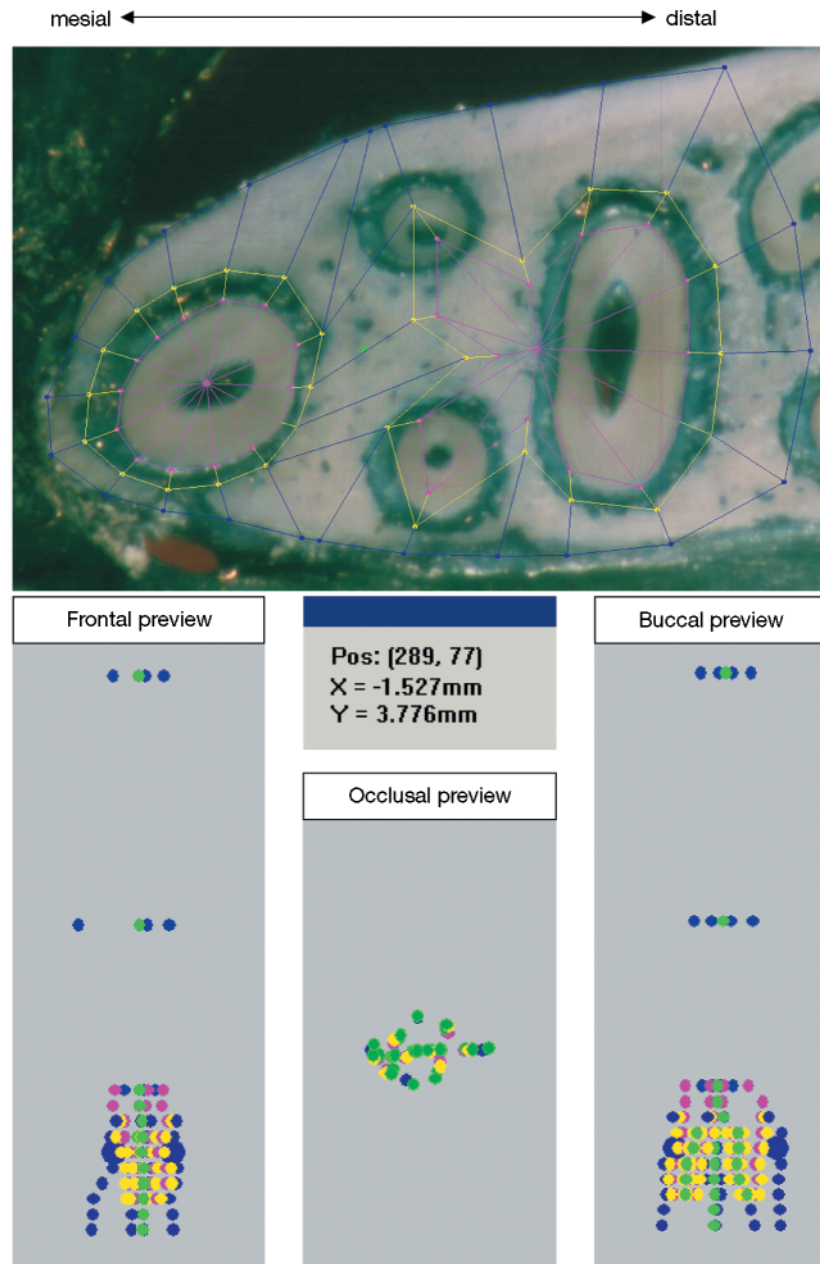 mesial distal
Frontal preview
Buccal preview
Pos: (289, 77)
X = -1.527mm
Y = 3.776mm
Occlusal preview